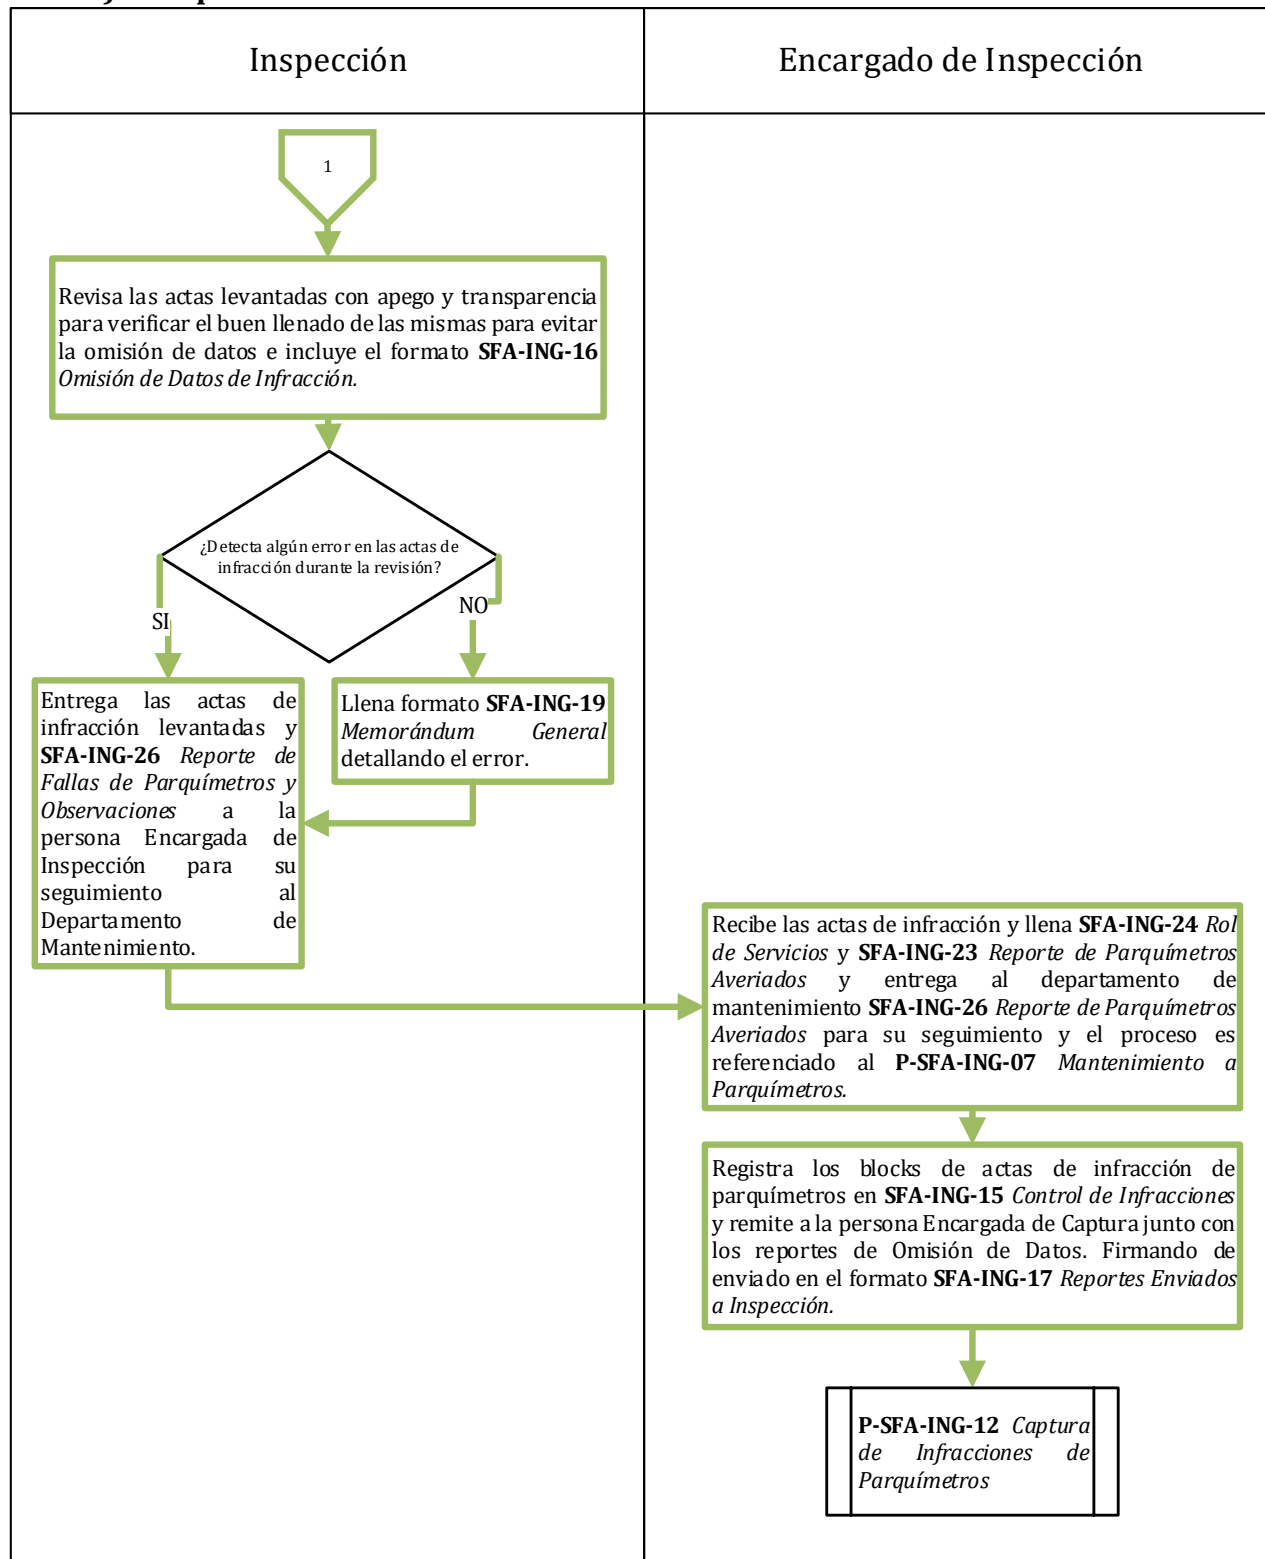 Inspección
Encargado de Inspección
1
Revisa las actas levantadas con apego y transparencia
para verificar el buen llenado de las mismas para evitar
la omisión de datos e incluye el formato SFA-ING-16
Omisión de Datos de Infracción.
¿Detecta algún error en las actas de
infracción durante la revisión?
SI
NO
Entrega las actas de
infracción levantadas y
SFA-ING-26 Reporte de
Fallas de Parquímetros y
Observaciones a la
persona Encargada de
Inspección para su
seguimiento al
Departamento de
Mantenimiento.
Llena formato SFA-ING-19
Memorándum General
detallando el error.
Recibe las actas de infracción y llena SFA-ING-24 Rol
de Servicios y SFA-ING-23 Reporte de Parquímetros
Averiados y entrega al departamento de
mantenimiento SFA-ING-26 Reporte de Parquímetros
Averiados para su seguimiento y el proceso es
referenciado al P-SFA-ING-07 Mantenimiento a
Parquímetros.
Registra los blocks de actas de infracción de
parquímetros en SFA-ING-15 Control de Infracciones
y remite a la persona Encargada de Captura junto con
los reportes de Omisión de Datos. Firmando de
enviado en el formato SFA-ING-17 Reportes Enviados
a Inspección.
P-SFA-ING-12 Captura
de Infracciones de
Parquímetros